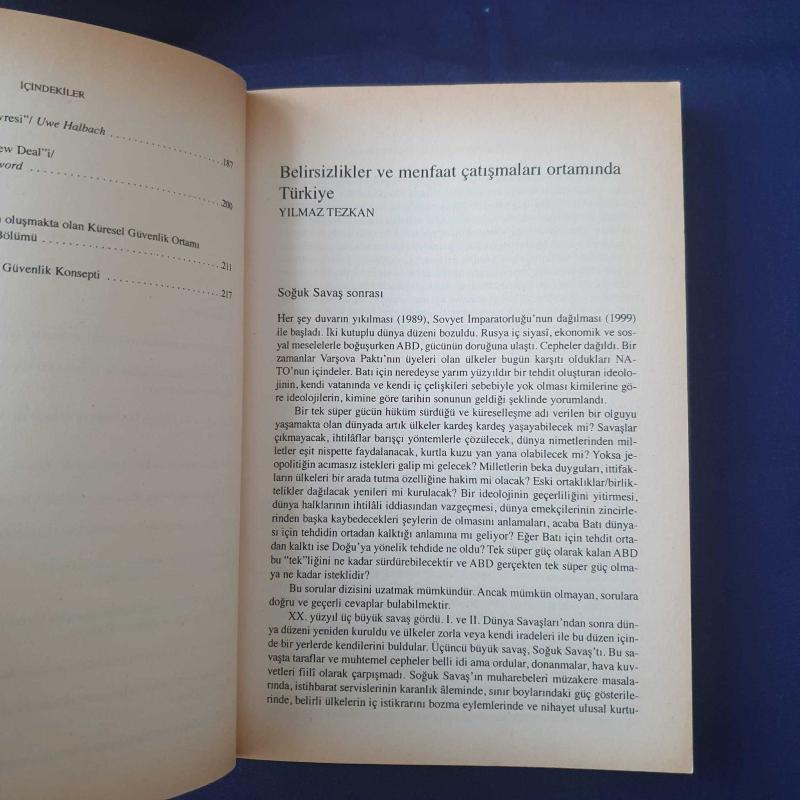 İÇİNDEKİLER
vresi"/ Uwe Halbach . . . . . . . . . . . . . . . . . 187
ew Deal"i/
word . . . . . . . . . . . . . . . . . . . . . . . . . . . . . 200
oluşmakta olan Küresel Güvenlik Ortamı
Bölümü . . . . . . . . . . . . . . . . . . . . . . . . . . 211
Güvenlik Konsepti . . . . . . . . . . . . . . . . . 217
Belirsizlikler ve menfaat çatışmaları ortamında
Türkiye
YILMAZ TEZKAN
Soğuk Savaş sonrası
Her şey duvarın yıkılması (1989), Sovyet İmparatorluğu'nun dağılması (1999)
ile başladı. İki kutuplu dünya düzeni bozuldu. Rusya iç siyasî, ekonomik ve sos-
yal meselelerle boğuşurken ABD, gücünün doruğuna ulaştı. Cepheler dağıldı. Bir
zamanlar Varşova Paktı'nın üyeleri olan ülkeler bugün karşıtı oldukları NA-
TO'nun içindeler. Batı için neredeyse yarım yüzyıldır bir tehdit oluşturan ideolo-
jinin, kendi vatanında ve kendi iç çelişkileri sebebiyle yok olması kimilerine gö-
re ideolojilerin, kimine göre tarihin sonunun geldiği şeklinde yorumlandı.
Bir tek süper gücün hüküm sürdüğü ve küreselleşme adı verilen bir olguyu
yaşamakta olan dünyada artık ülkeler kardeş kardeş yaşayabilecek mi? Savaşlar
çıkmayacak, ihtilâflar barışçı yöntemlerle çözülecek, dünya nimetlerinden mil-
letler eşit nispette faydalanacak, kurtla kuzu yan yana olabilecek mi? Yoksa je-
opolitiğin acımasız istekleri galip mi gelecek? Milletlerin beka duyguları, ittifak-
ların ülkeleri bir arada tutma özelliğine hakim mi olacak? Eski ortaklıklar/birlik-
telikler dağılacak yenileri mi kurulacak? Bir ideolojinin geçerliliğini yitirmesi,
dünya halklarının ihtilâli iddiasından vazgeçmesi, dünya emekçilerinin zincirle-
rinden başka kaybedecekleri şeylerin de olmasını anlamaları, acaba Batı dünya-
sı için tehdidin ortadan kalktığı anlamına mı geliyor? Eğer Batı için tehdit orta-
dan kalktı ise Doğu'ya yönelik tehdide ne oldu? Tek süper güç olarak kalan ABD
bu "tek"liğini ne kadar sürdürebilecektir ve ABD gerçekten tek süper güç olma-
ya ne kadar isteklidir?
Bu sorular dizisini uzatmak mümkündür. Ancak mümkün olmayan, sorulara
doğru ve geçerli cevaplar bulabilmektir.
XX. yüzyıl üç büyük savaş gördü. I. ve II. Dünya Savaşları'ndan sonra dün-
ya düzeni yeniden kuruldu ve ülkeler zorla veya kendi iradeleri ile bu düzen için-
de bir yerlerde kendilerini buldular. Üçüncü büyük savaş, Soğuk Savaş'tı. Bu sa-
vaşta taraflar ve muhtemel cepheler belli idi ama ordular, donanmalar, hava kuv-
vetleri fiilî olarak çarpışmadı. Soğuk Savaş'ın muharebeleri müzakere masala-
rında, istihbarat servislerinin karanlık âleminde, sınır boylarındaki güç gösterile-
rinde, belirli ülkelerin iç istikrarını bozma eylemlerinde ve nihayet ulusal kurtu-